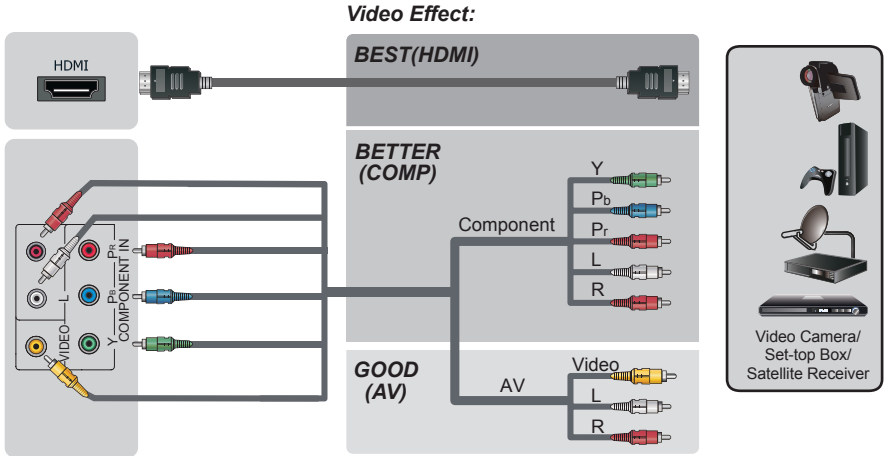 Video Effect:
HDMI
BEST(HDMI)
BETTER
(COMP)
Component
Y
Pb
Pr
L
R
GOOD
(AV)
AV
Video
L
R
L
VIDEO
PR
PB
Y
COMPONENT IN
Video Camera/
Set-top Box/
Satellite Receiver